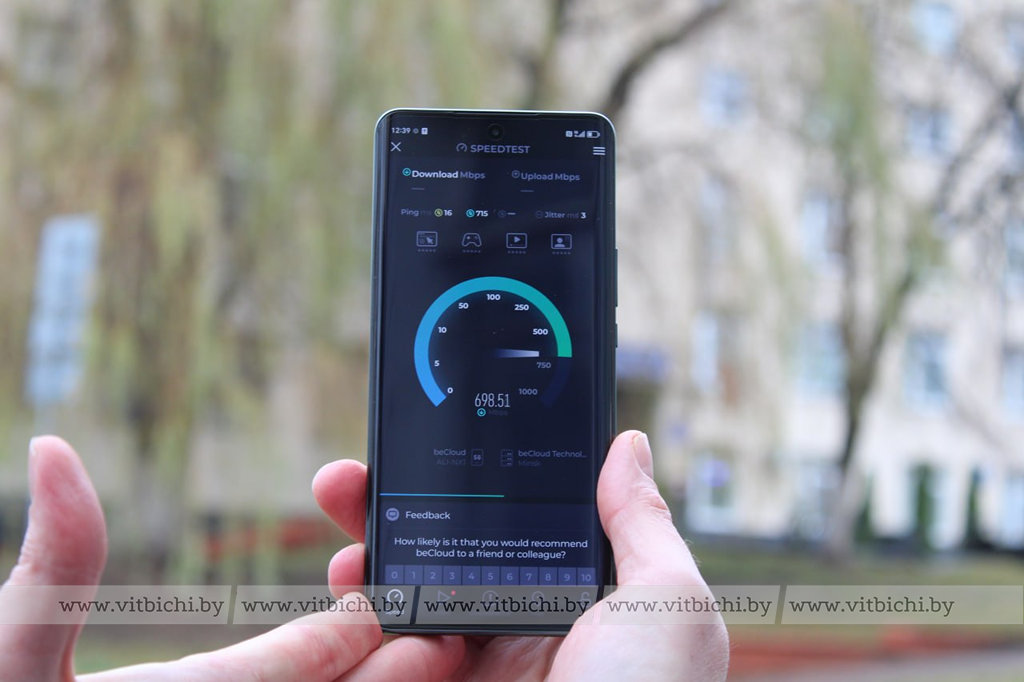 12:39
SPEEDTEST
Download Mbps Upload Mbps
Ping ms 16 715 — Jitter ms 3
100
50 250
10 500
5 750
0 1000
698.51
Mbps
beCloud 5G beCloud Technol...
Minsk
Feedback
How likely is it that you would recommend
beCloud to a friend or colleague?
0 1 2 3 4 5 6 7 8 9 10
www.vitbichi.by www.vitbichi.by www.vitbichi.by www.vitbichi.by www.vitbichi.by